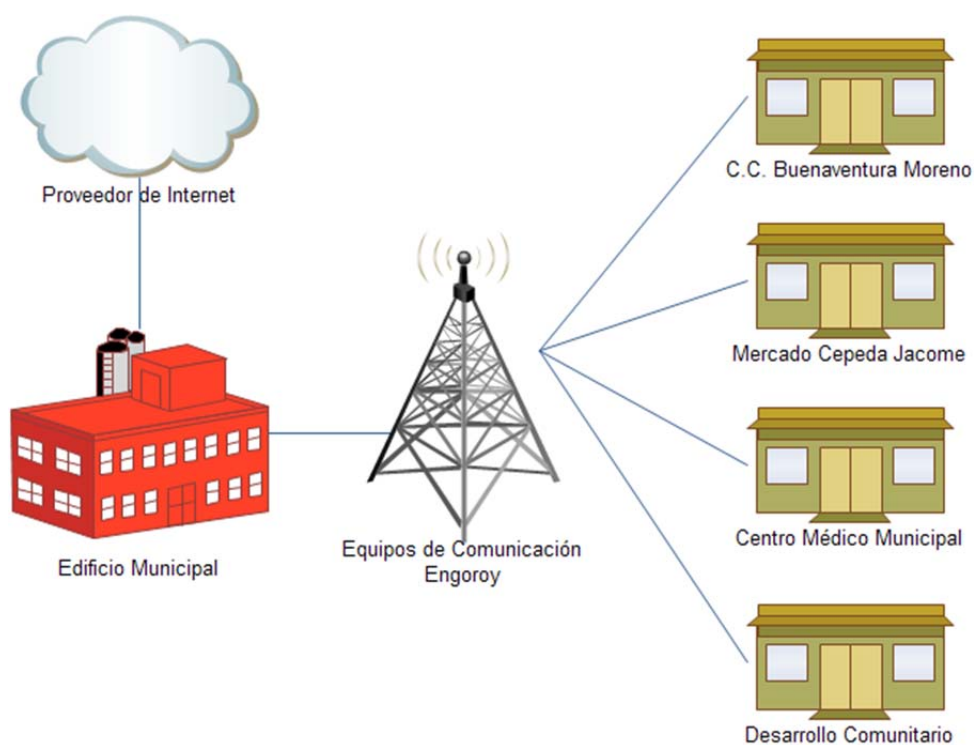 Proveedor de Internet
Edificio Municipal
Equipos de Comunicación
Engoroy
C.C. Buenaventura Moreno
Mercado Cepeda Jacome
Centro Médico Municipal
Desarrollo Comunitario